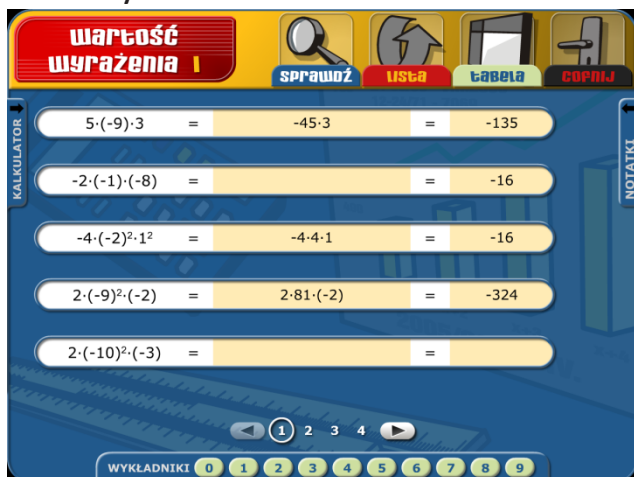 wartość
wyrażenia I
sprawdź
lista
tabela
cofnij
KALKULATOR
NOTATKI
5·(-9)·3 = -45·3 = -135
-2·(-1)·(-8) = = -16
-4·(-2)²·1² = -4·4·1 = -16
2·(-9)²·(-2) = 2·81·(-2) = -324
2·(-10)²·(-3) = =
1 2 3 4
WYKŁADNIKI 0 1 2 3 4 5 6 7 8 9